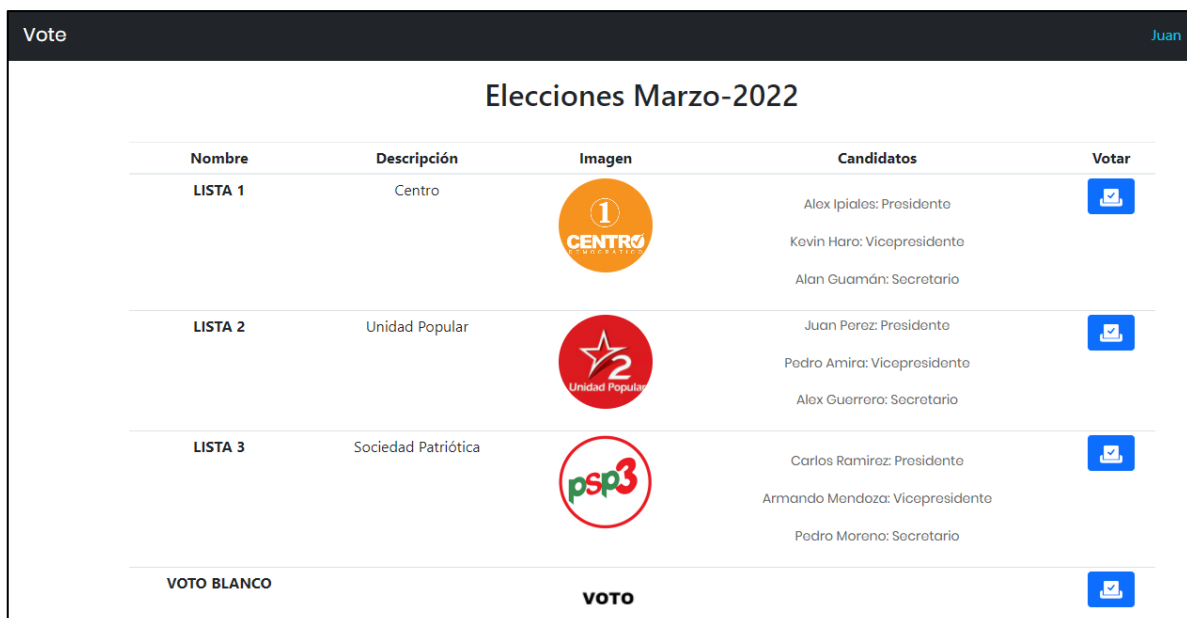 Vote
Juan
Elecciones Marzo-2022
Nombre Descripción Imagen Candidatos Votar
LISTA 1 Centro
1
CENTRO
DEMOCRÁTICO
Alex Ipiales: Presidente
Kevin Haro: Vicepresidente
Alan Guamán: Secretario
LISTA 2 Unidad Popular
2
Unidad Popular
Juan Perez: Presidente
Pedro Amira: Vicepresidente
Alex Guerrero: Secretario
LISTA 3 Sociedad Patriótica
psp3
Carlos Ramirez: Presidente
Armando Mendoza: Vicepresidente
Pedro Moreno: Secretario
VOTO BLANCO
VOTO